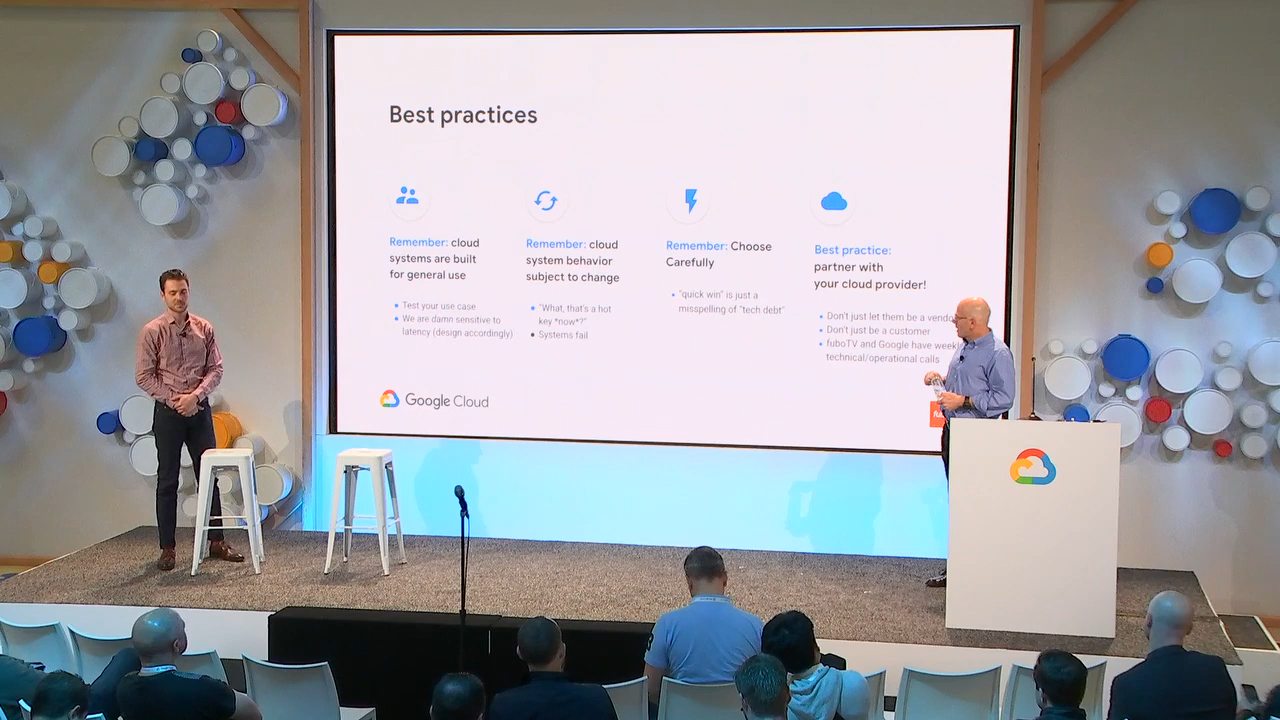 Best practices
Remember: cloud
systems are built
for general use
Test your use case
We are damn sensitive to
latency (design accordingly)
Remember: cloud
system behavior
subject to change
"What, that's a hot
key *now*?"
Systems fail
Remember: Choose
Carefully
"quick win" is just a
misspelling of "tech debt"
Best practice:
partner with
your cloud provider!
Don't just let them be a
Don't just be a customer
fuboTV and Google have
technical/operational calls
Google Cloud